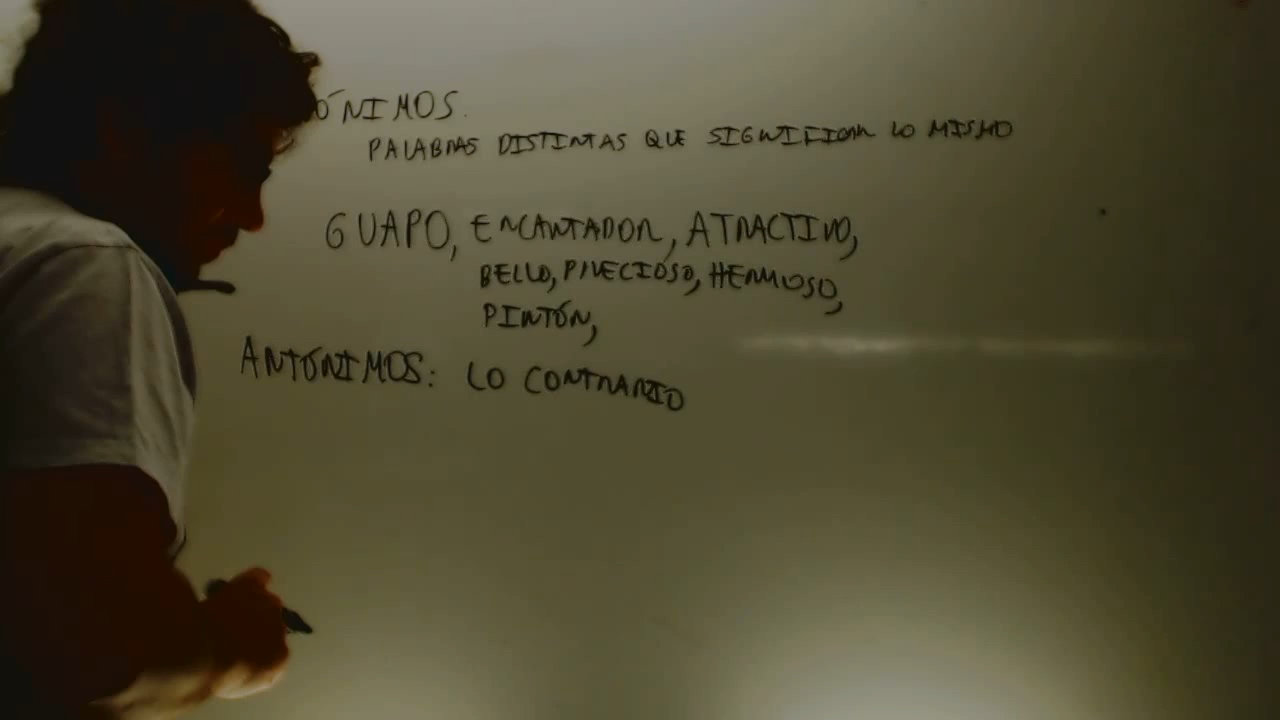 ÓNIMOS.
PALABRAS DISTINTAS QUE SIGNIFICAN LO MISMO
GUAPO, ENCANTADOR, ATRACTIVO,
BELLO, PRECIOSO, HERMOSO,
PINTÓN,
ANTÓNIMOS: LO CONTRARIO